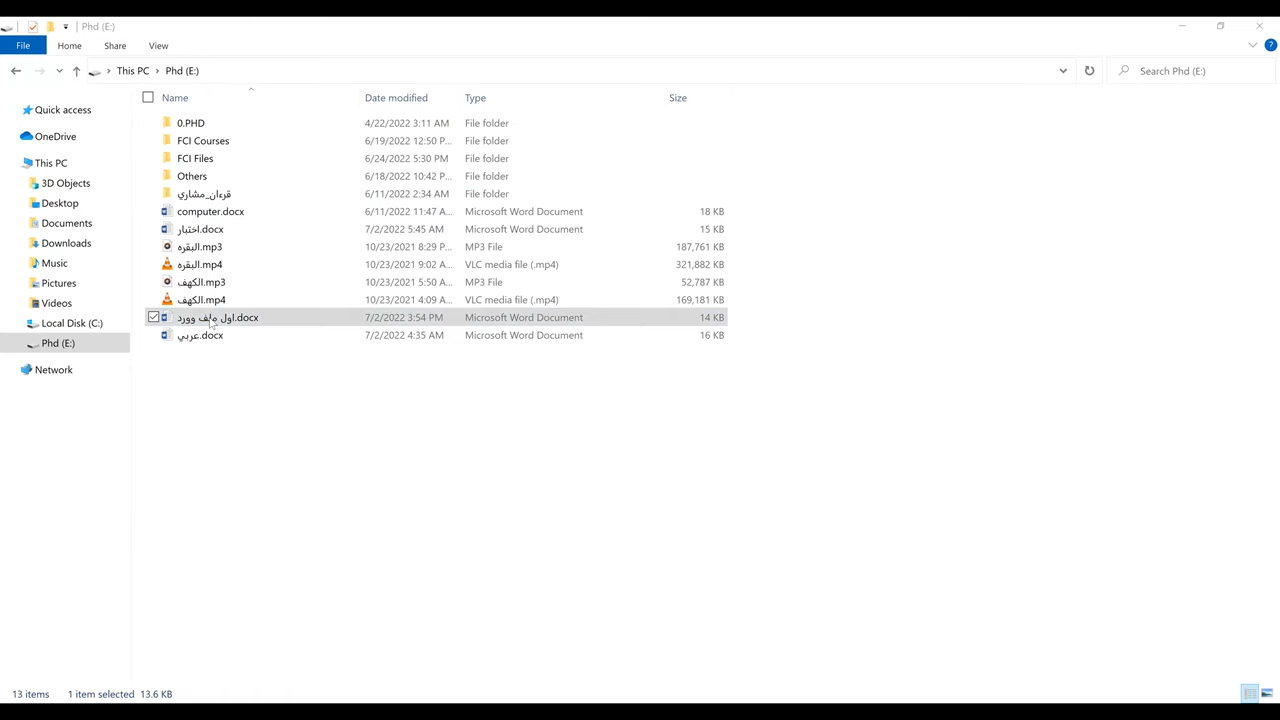 Phd (E:)
File Home Share View
This PC Phd (E:) Search Phd (E:)
Name Date modified Type Size
Quick access
OneDrive
This PC
3D Objects
Desktop
Documents
Downloads
Music
Pictures
Videos
Local Disk (C:)
Phd (E:)
Network
0.PHD 4/22/2022 3:11 AM File folder
FCI Courses 6/19/2022 12:50 P... File folder
FCI Files 6/24/2022 5:30 PM File folder
Others 6/18/2022 10:42 P... File folder
قرءان_مشاري 6/11/2022 2:34 AM File folder
computer.docx 6/11/2022 11:47 A... Microsoft Word Document 18 KB
اختبار.docx 7/2/2022 5:45 AM Microsoft Word Document 15 KB
البقره.mp3 10/23/2021 8:29 P... MP3 File 187,761 KB
البقره.mp4 10/23/2021 9:02 A... VLC media file (.mp4) 321,882 KB
الكهف.mp3 10/23/2021 5:50 A... MP3 File 52,787 KB
الكهف.mp4 10/23/2021 4:09 A... VLC media file (.mp4) 169,181 KB
اول ملف وورد.docx 7/2/2022 3:54 PM Microsoft Word Document 14 KB
عربي.docx 7/2/2022 4:35 AM Microsoft Word Document 16 KB
13 items 1 item selected 13.6 KB